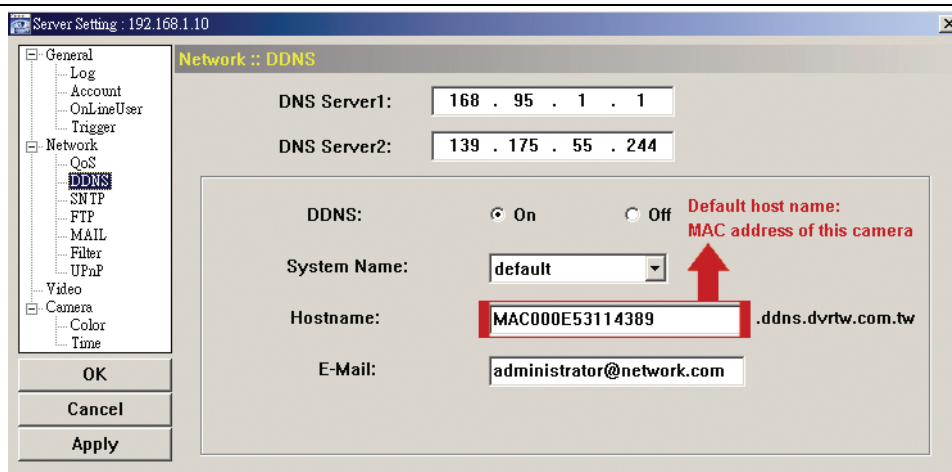 Server Setting : 192.168.1.10
General
Log
Account
OnLineUser
Trigger
Network
QoS
DDNS
SNTP
FTP
MAIL
Filter
UPnP
Video
Camera
Color
Time
OK
Cancel
Apply
Network :: DDNS
DNS Server1: 168 . 95 . 1 . 1
DNS Server2: 139 . 175 . 55 . 244
DDNS: On Off
Default host name:
MAC address of this camera
System Name: default
Hostname: MAC000E53114389 .ddns.dvrtw.com.tw
E-Mail: administrator@network.com